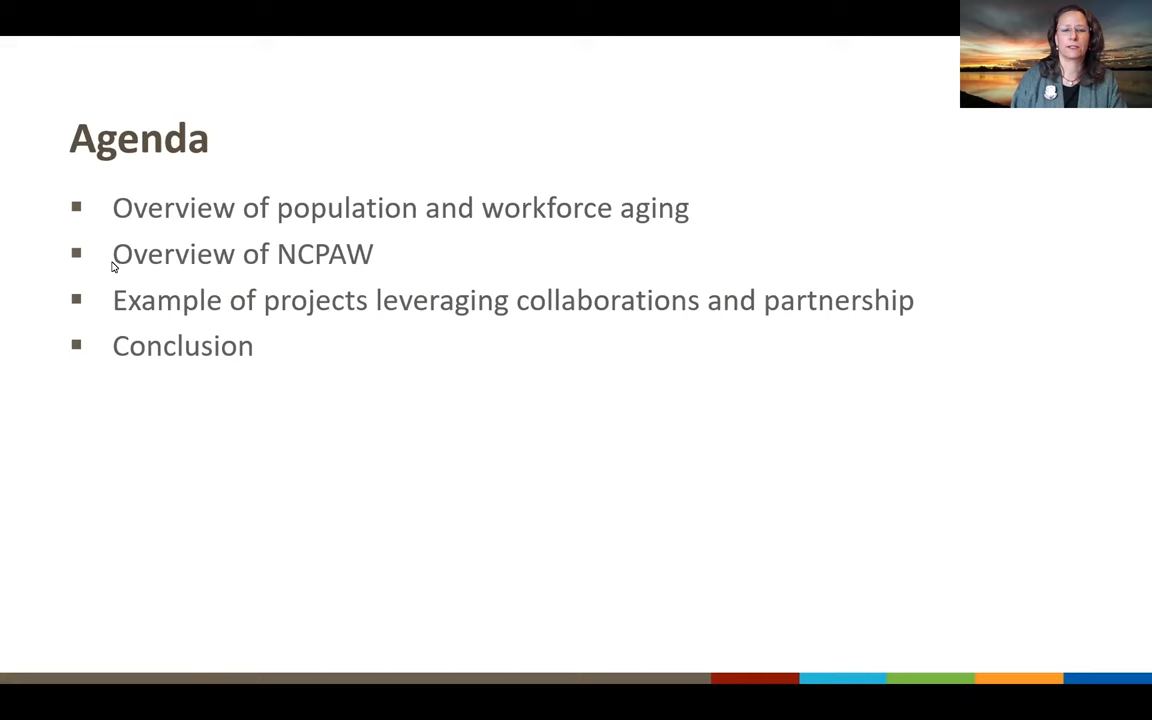 Agenda
Overview of population and workforce aging
Overview of NCPAW
Example of projects leveraging collaborations and partnership
Conclusion